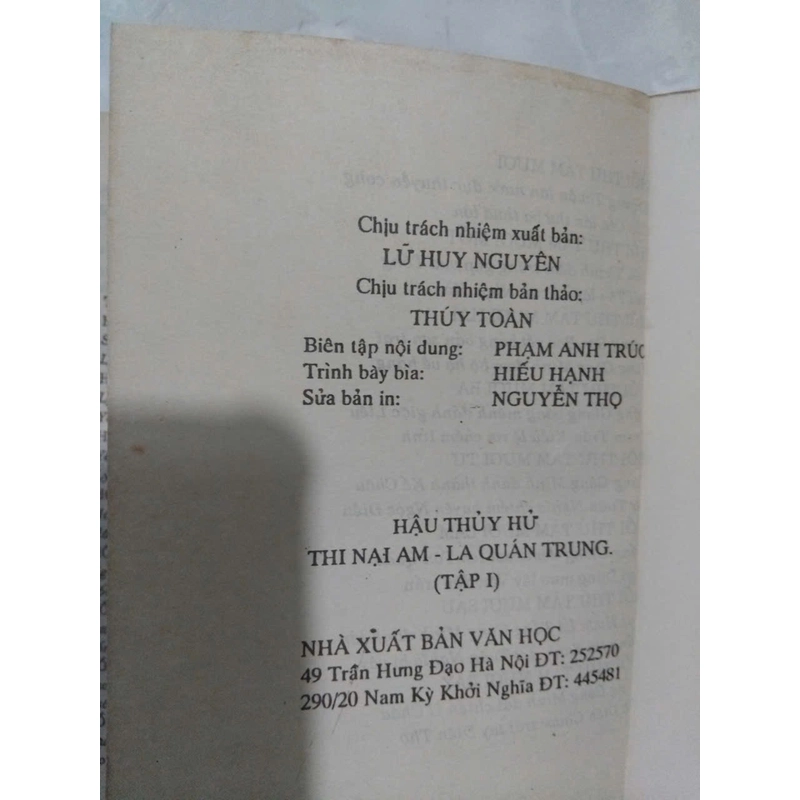 Chịu trách nhiệm xuất bản:
LỮ HUY NGUYÊN
Chịu trách nhiệm bản thảo:
THÚY TOÀN
Biên tập nội dung: PHẠM ANH TRÚC
Trình bày bìa: HIẾU HẠNH
Sửa bản in: NGUYỄN THỌ
HẬU THỦY HỬ
THI NẠI AM - LA QUÁN TRUNG.
(TẬP I)
NHÀ XUẤT BẢN VĂN HỌC
49 Trần Hưng Đạo Hà Nội ĐT: 252570
290/20 Nam Kỳ Khởi Nghĩa ĐT: 445481